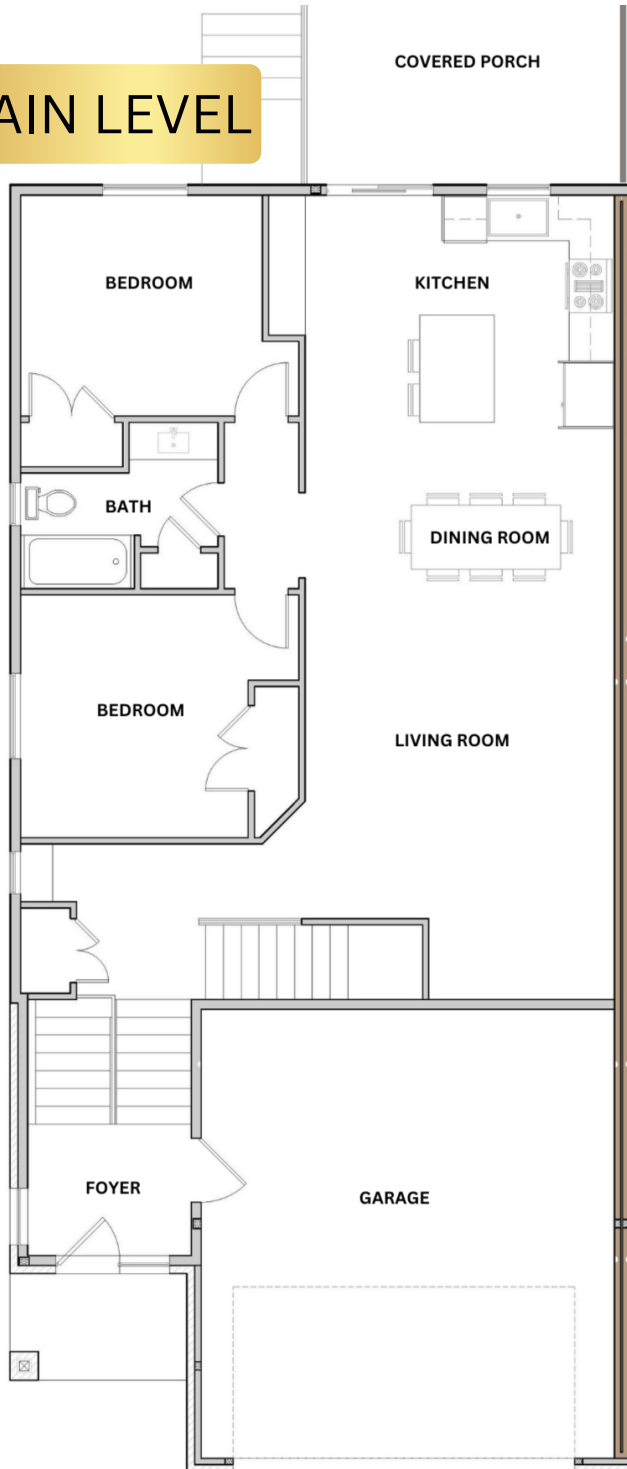 COVERED PORCH
AIN LEVEL
BEDROOM
KITCHEN
BATH
DINING ROOM
BEDROOM
LIVING ROOM
FOYER
GARAGE